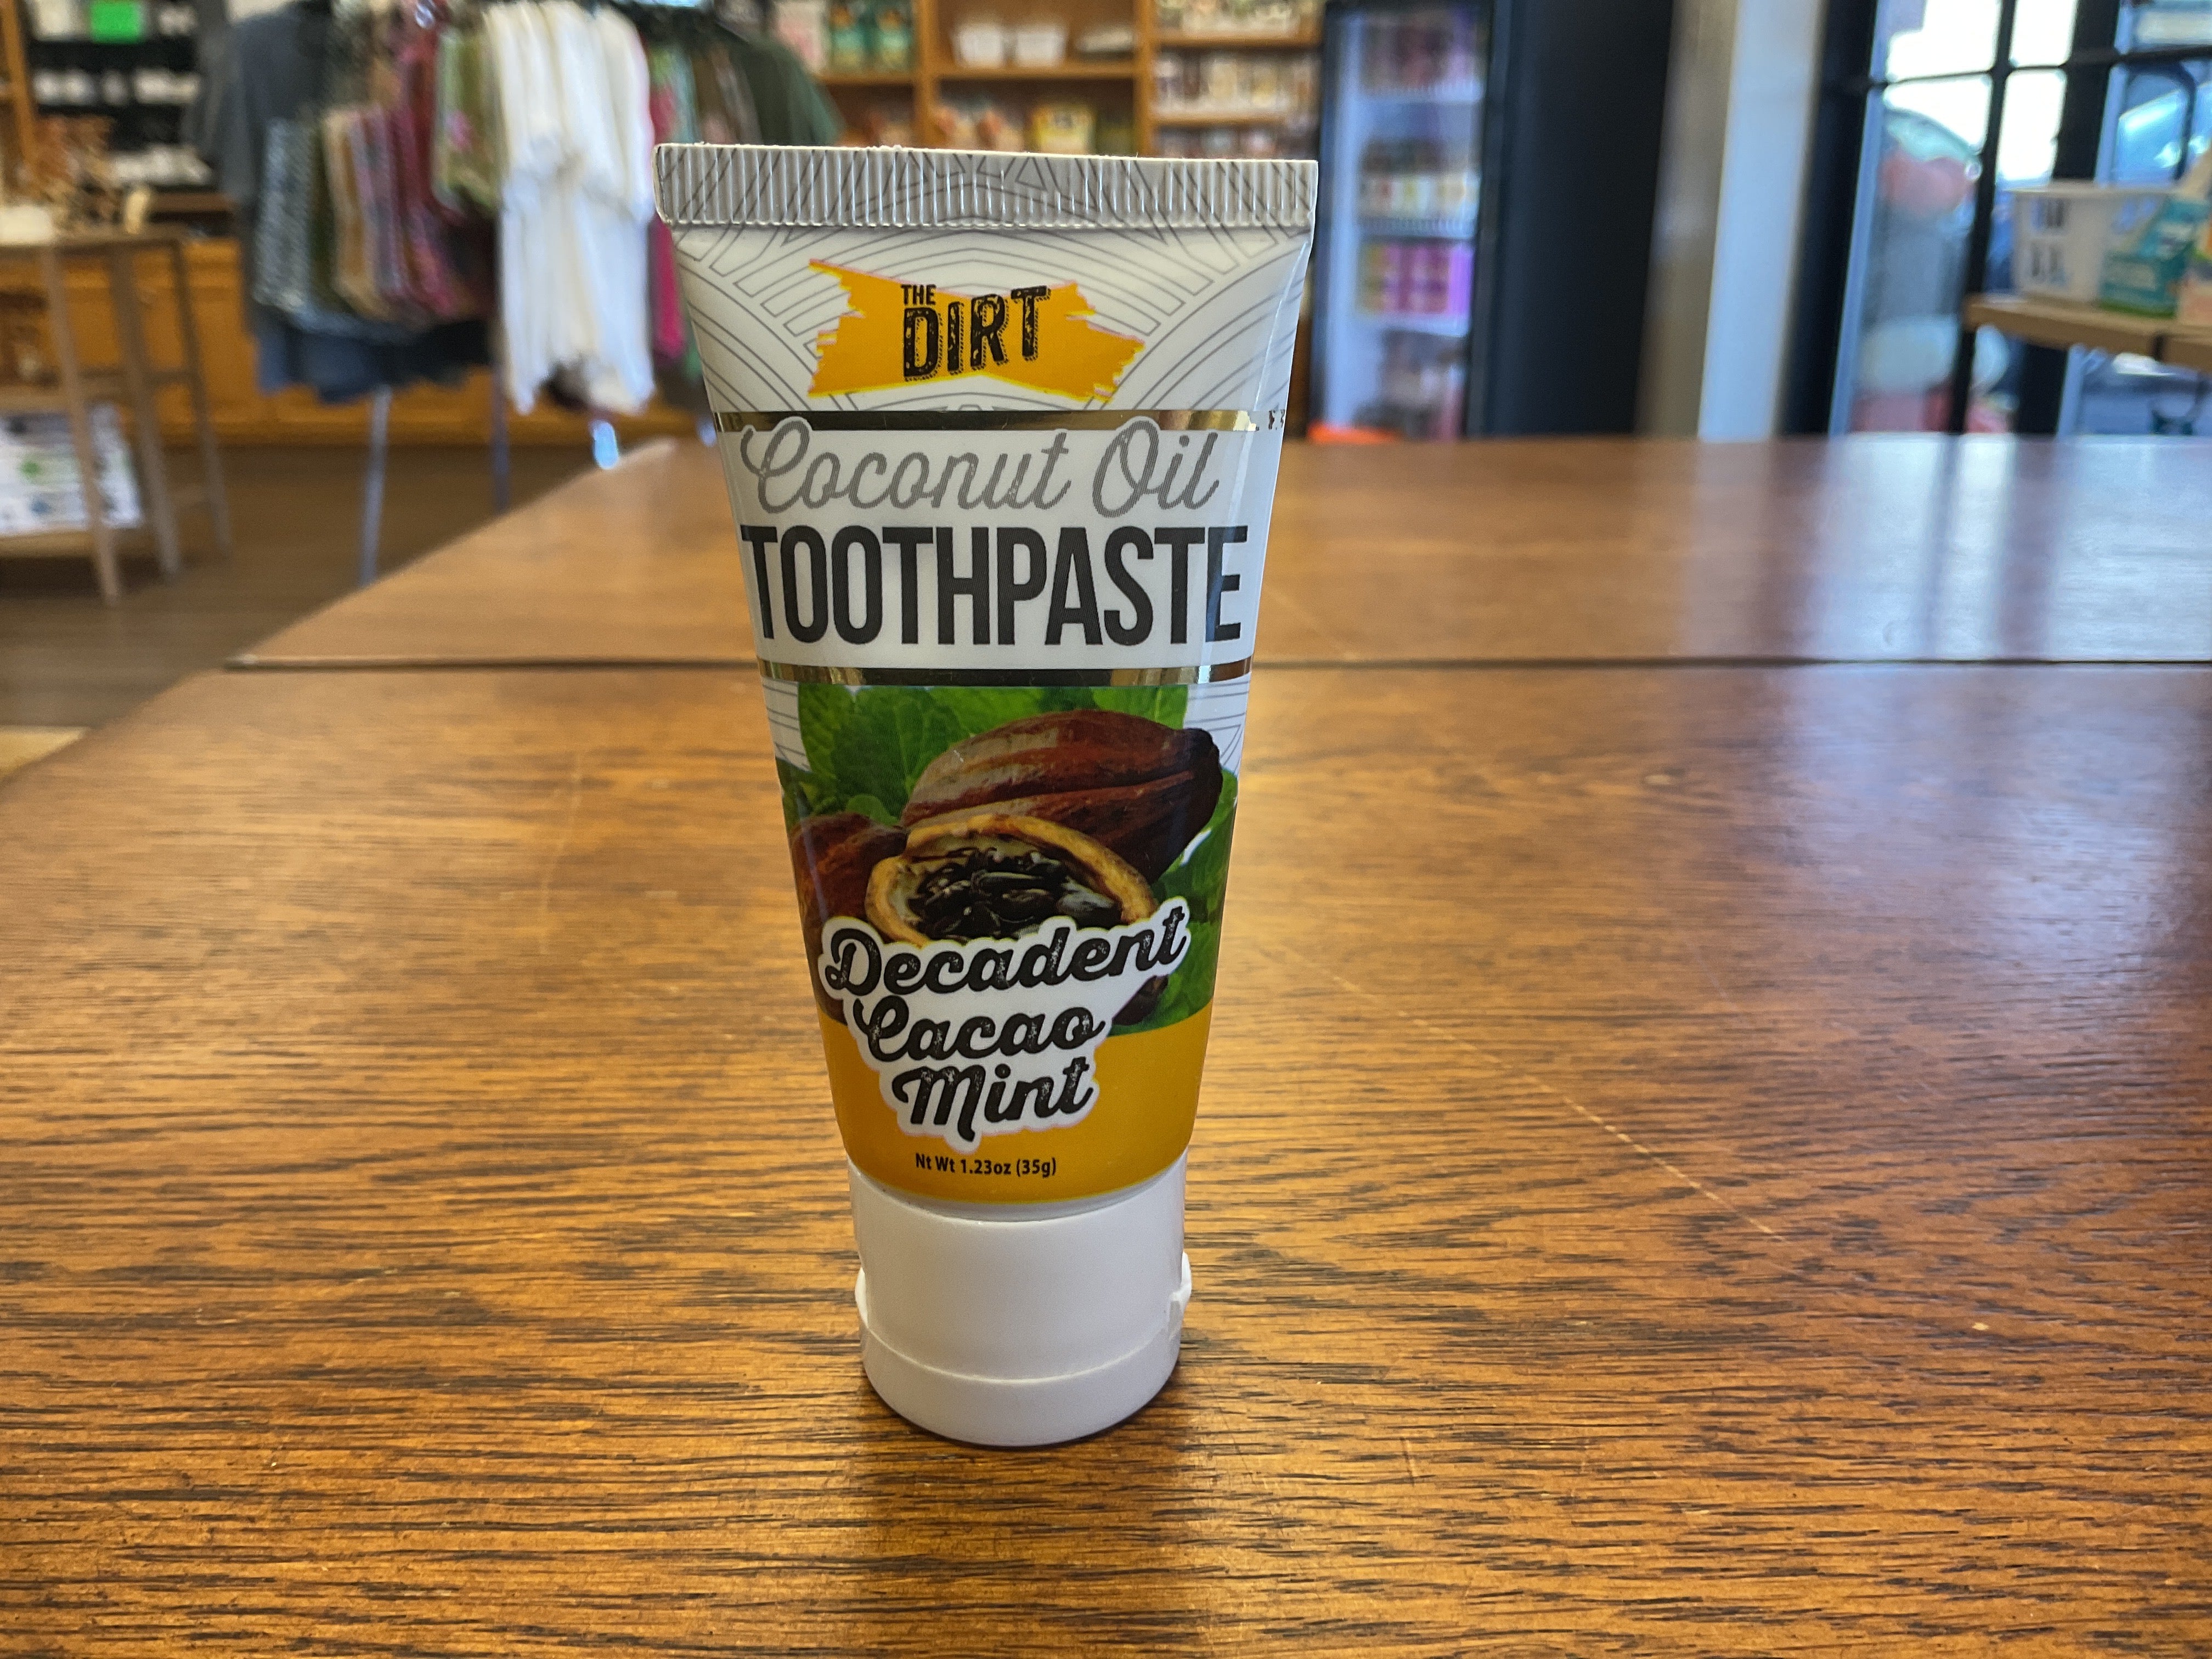 THE
DIRT
Coconut Oil
TOOTHPASTE
Decadent
Cacao
Mint
Nt Wt 1.23oz (35g)